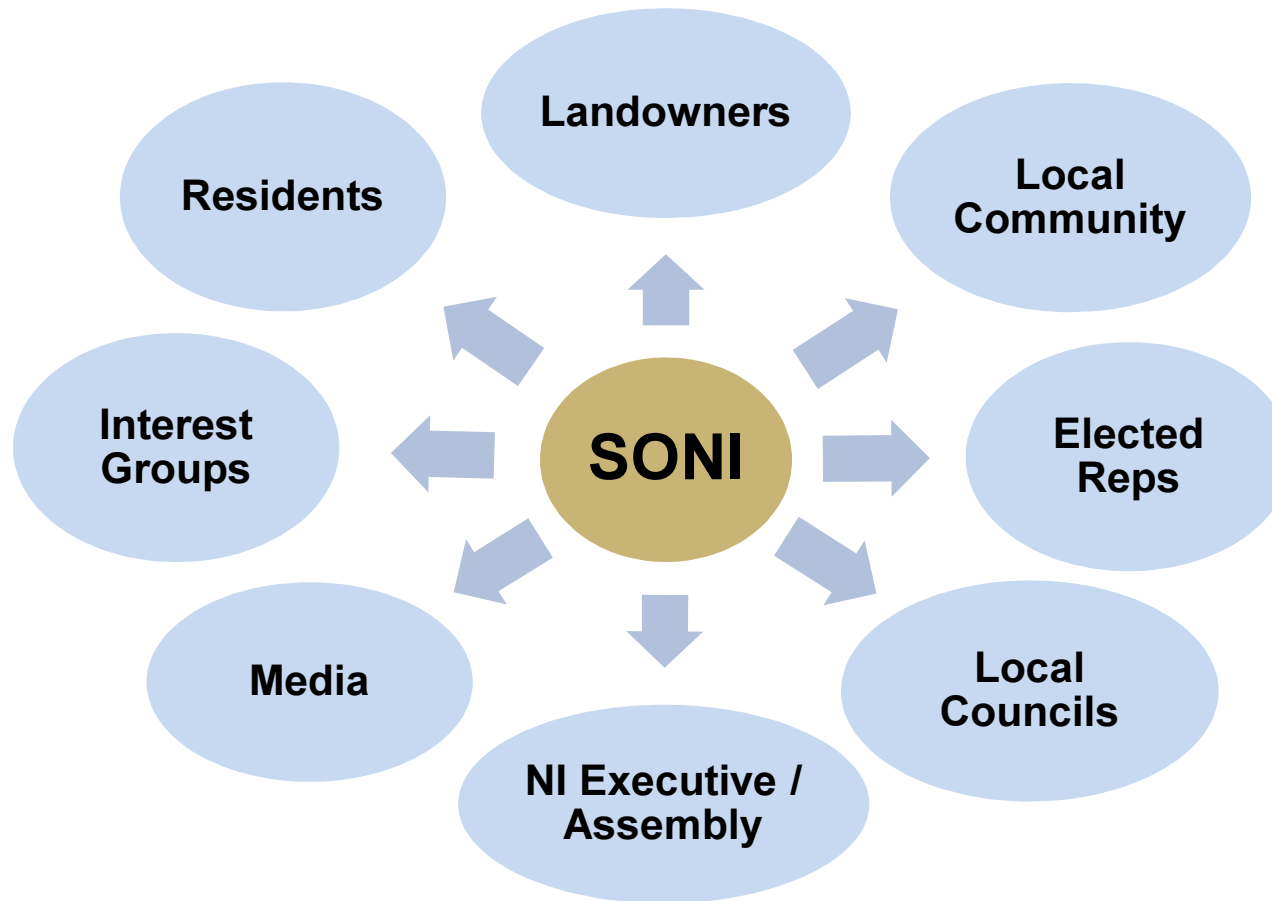 Landowners
Residents
Local
Community
Interest
Groups
SONI
Elected
Reps
Media
Local
Councils
NI Executive /
Assembly